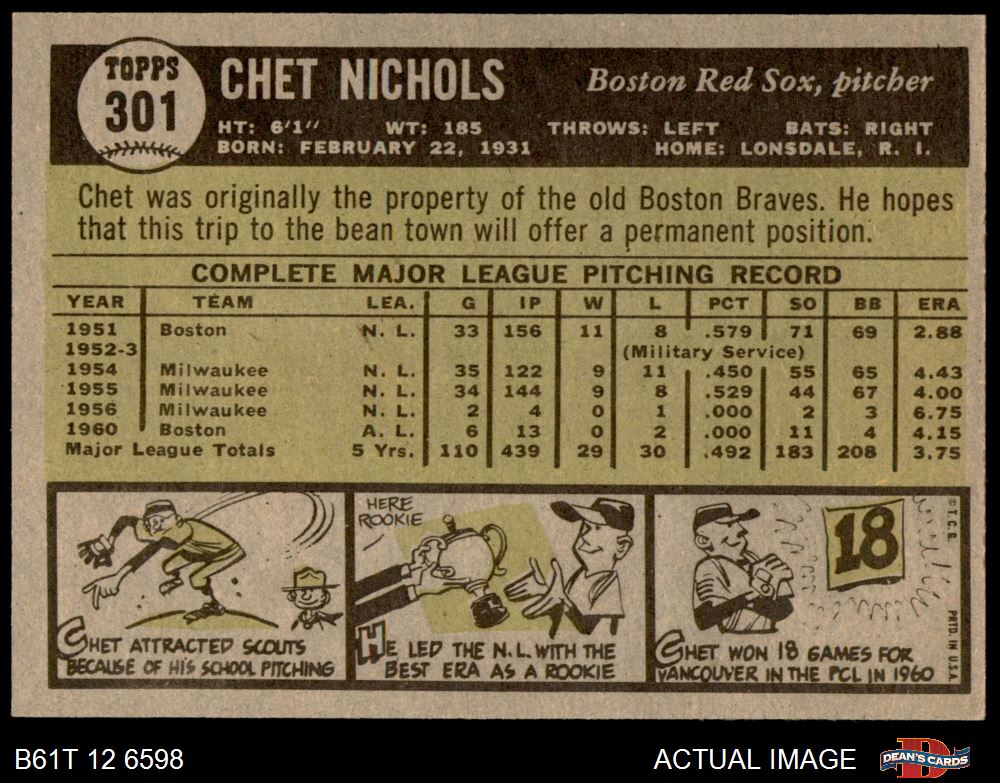 TOPPS
301
CHET NICHOLS
Boston Red Sox, pitcher
HT: 6'1" WT: 185 THROWS: LEFT BATS: RIGHT
BORN: FEBRUARY 22, 1931 HOME: LONSDALE, R. I.
Chet was originally the property of the old Boston Braves. He hopes
that this trip to the bean town will offer a permanent position.
COMPLETE MAJOR LEAGUE PITCHING RECORD
YEAR TEAM LEA. G IP W L PCT SO BB ERA
1951 Boston N. L. 33 156 11 8 .579 71 69 2.88
1952-3 (Military Service)
1954 Milwaukee N. L. 35 122 9 11 .450 55 65 4.43
1955 Milwaukee N. L. 34 144 9 8 .529 44 67 4.00
1956 Milwaukee N. L. 2 4 0 1 .000 2 3 6.75
1960 Boston A. L. 6 13 0 2 .000 11 4 4.15
Major League Totals 5 Yrs. 110 439 29 30 .492 183 208 3.75
CHET ATTRACTED SCOUTS
BECAUSE OF HIS SCHOOL PITCHING
HERE
ROOKIE
HE LED THE N.L. WITH THE
BEST ERA AS A ROOKIE
18
CHET WON 18 GAMES FOR
VANCOUVER IN THE PCL IN 1960
© T. C. G. PRTD. IN U.S.A.
B61T 12 6598
ACTUAL IMAGE
D
DEAN'S CARDS